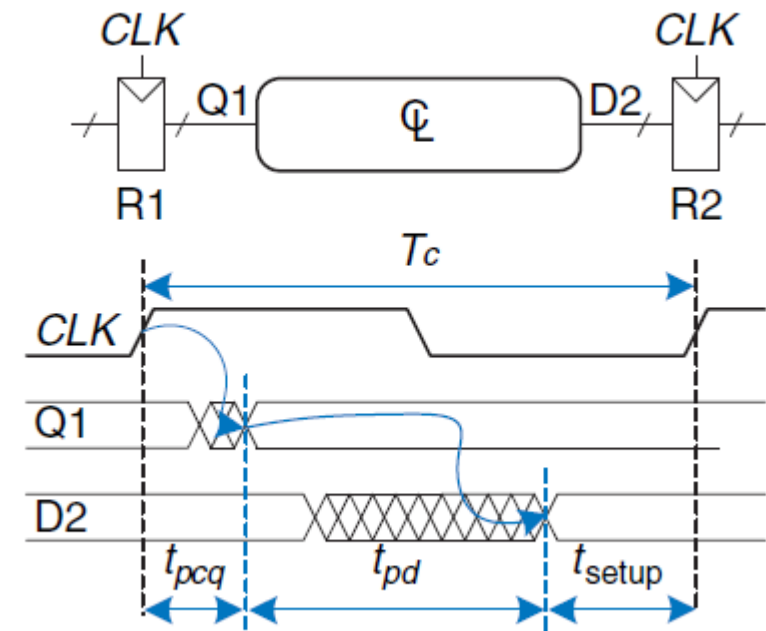 CLK CLK
Q1 CL D2
R1 R2
Tc
CLK
Q1
D2
tpcq tpd tsetup